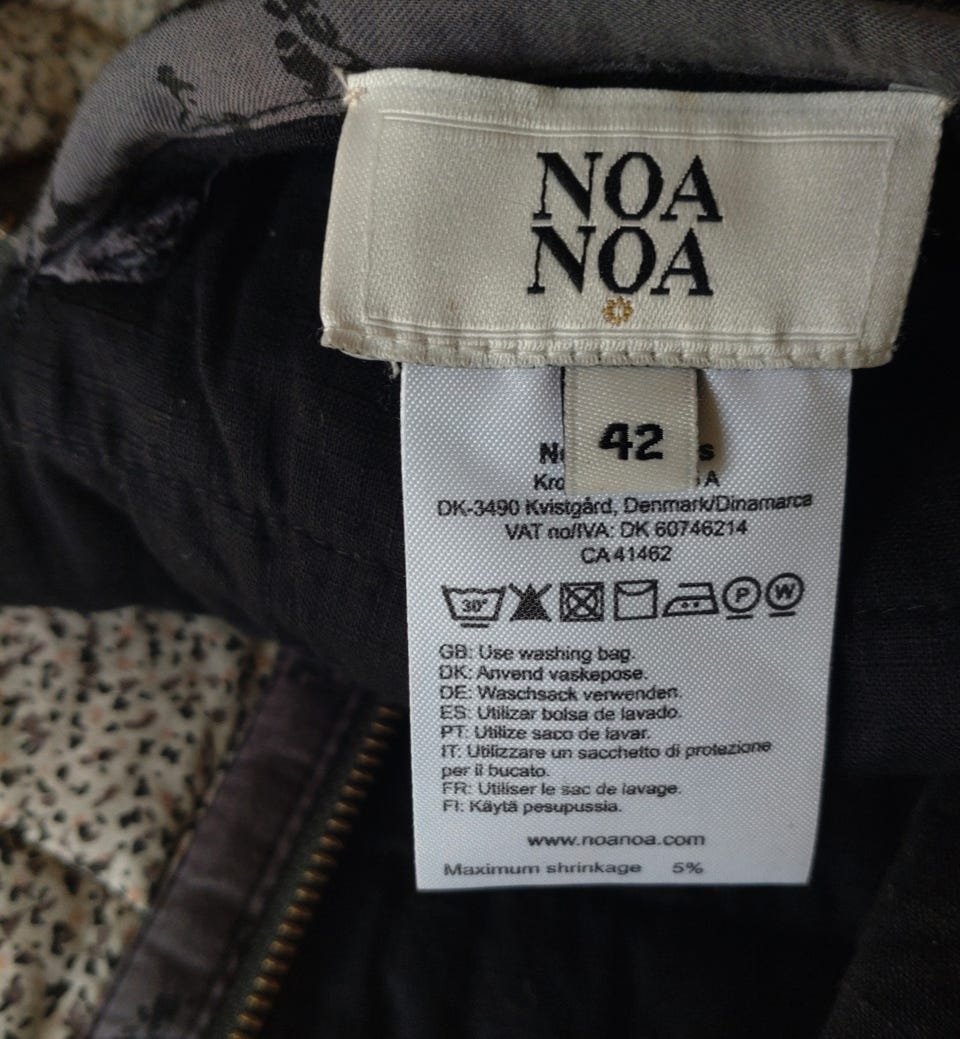 NOA
NOA
42
DK-3490 Kvistgård, Denmark/Dinamarca
VAT no/IVA: DK 60746214
CA 41462
30° P W
GB: Use washing bag.
DK: Anvend vaskepose.
DE: Waschsack verwenden.
ES: Utilizar bolsa de lavado.
PT: Utilize saco de lavar.
IT: Utilizzare un sacchetto di protezione
per il bucato.
FR: Utiliser le sac de lavage.
FI: Käytä pesupussia.
www.noanoa.com
Maximum shrinkage 5%